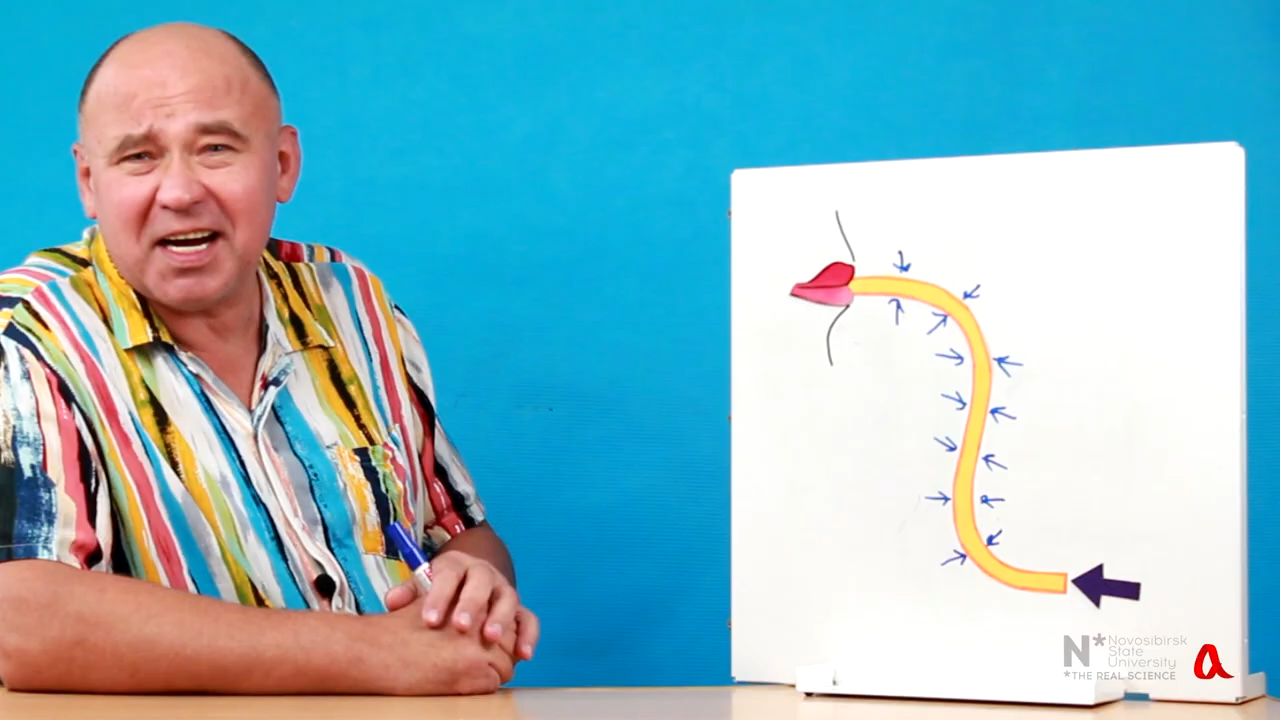 N*
Novosibirsk
State
University
*THE REAL SCIENCE
a